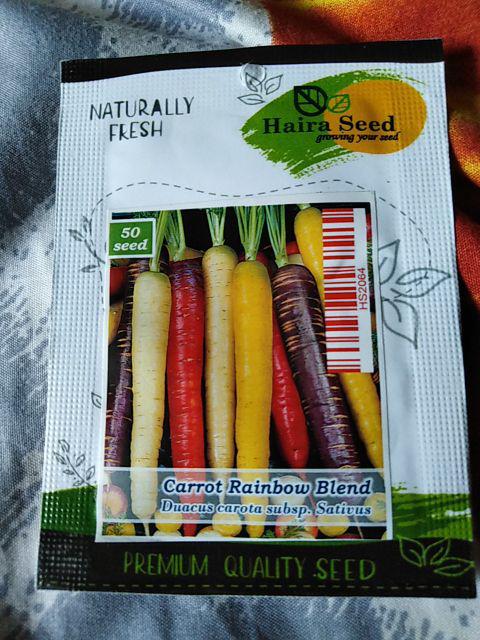 NATURALLY
FRESH
Haira Seed
growing your seed
50
seed
HS2064
Carrot Rainbow Blend
Duacus carota subsp. Sativus
PREMIUM QUALITY SEED